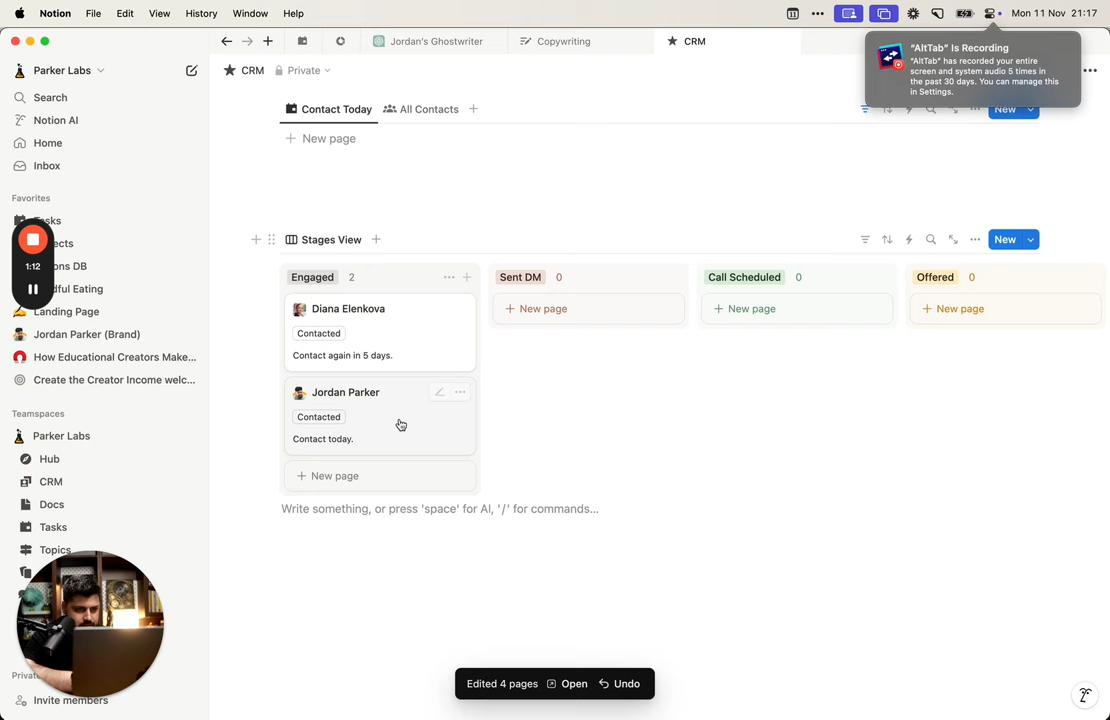 Notion File Edit View History Window Help
Mon 11 Nov 21:17
Jordan's Ghostwriter
Copywriting
CRM
"AltTab" Is Recording
"AltTab" has recorded your entire
screen and system audio 5 times in
the past 30 days. You can manage this
in Settings.
Parker Labs
CRM Private
Search
Notion AI
Home
Inbox
Contact Today
All Contacts
New
New page
Favorites
1:12
Landing Page
Jordan Parker (Brand)
How Educational Creators Make...
Create the Creator Income welc...
Teamspaces
Parker Labs
Hub
CRM
Docs
Tasks
Topics
Invite members
Stages View
New
Engaged 2
Sent DM 0
Call Scheduled 0
Offered 0
Diana Elenkova
Contacted
Contact again in 5 days.
Jordan Parker
Contacted
Contact today.
New page
New page
New page
New page
Write something, or press 'space' for AI, '/' for commands...
Edited 4 pages Open Undo